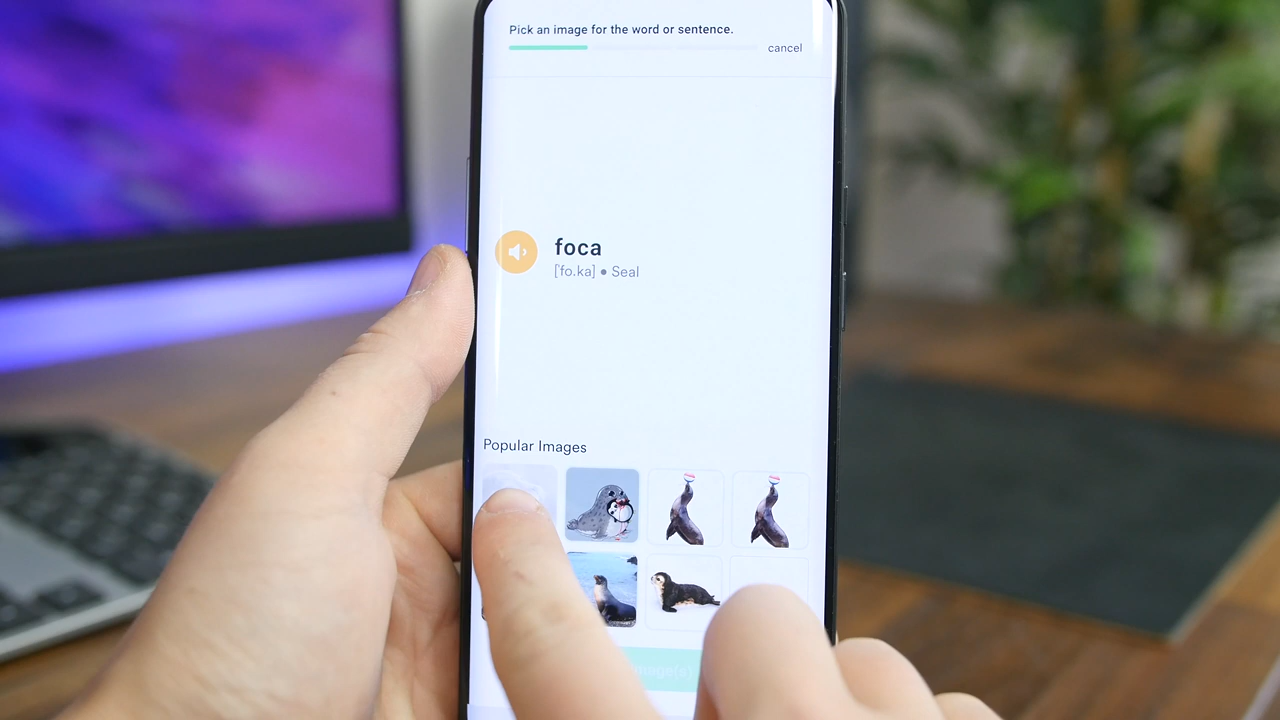 Pick an image for the word or sentence.
cancel
foca
['fo.ka] • Seal
Popular Images